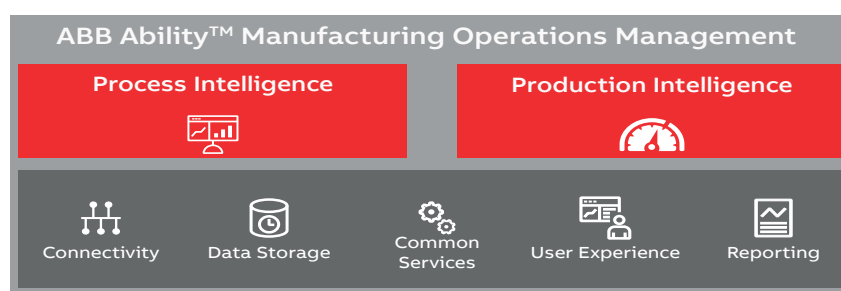 ABB Ability™ Manufacturing Operations Management
Process Intelligence
Production Intelligence
Connectivity
Data Storage
Common
Services
User Experience
Reporting